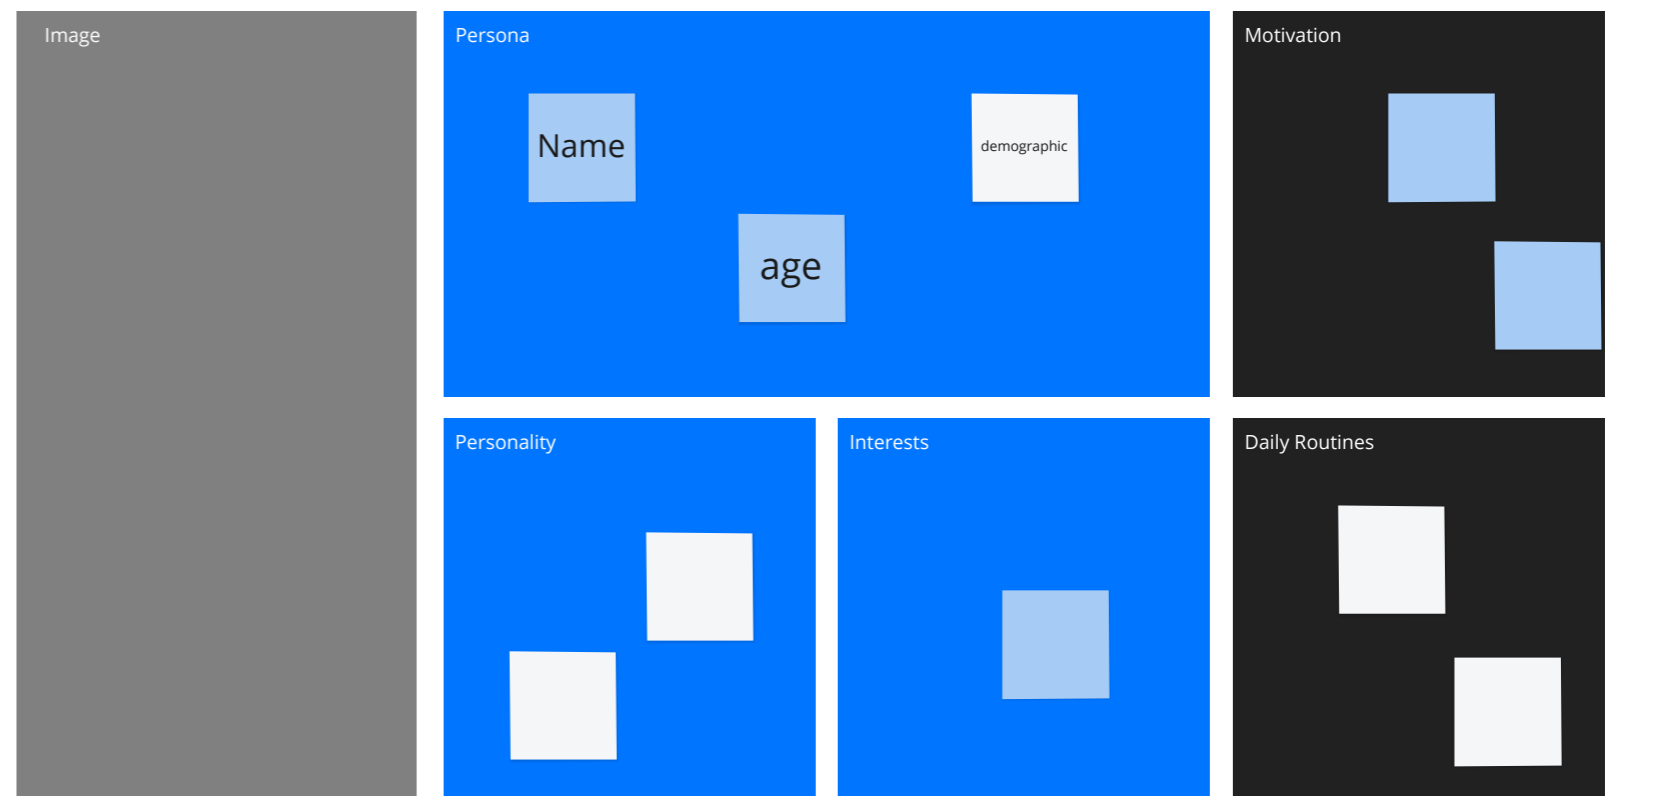 Image
Persona
Motivation
Name
demographic
age
Personality
Interests
Daily Routines